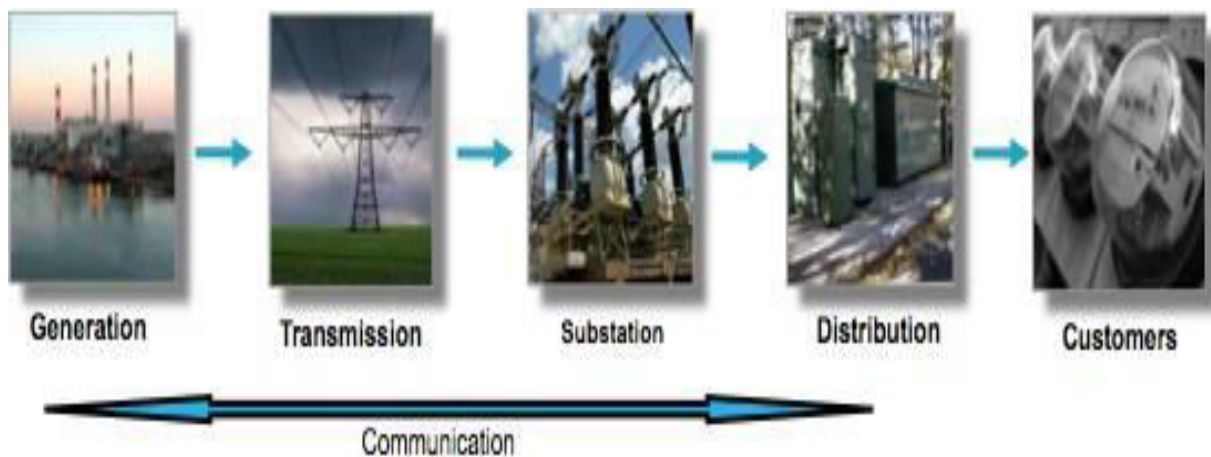 Generation
Transmission
Substation
Distribution
Customers
Communication